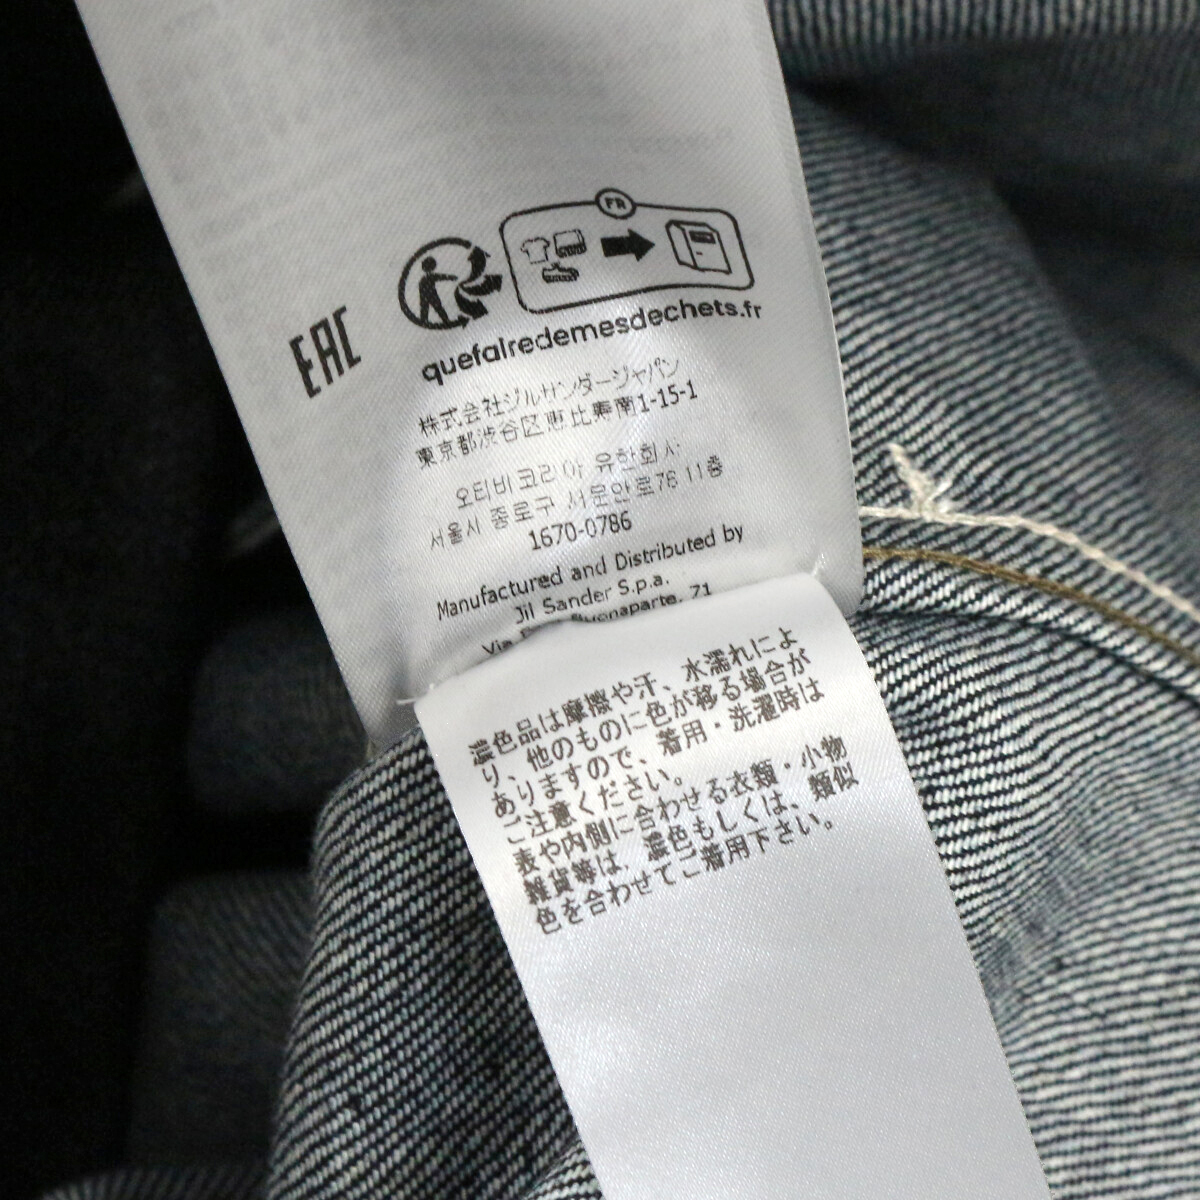 FR
EAC
quefairedemesdechets.fr
株式会社ジルサンダージャパン
東京都渋谷区恵比寿南1-15-1
오티비코리아 유한회사
서울시 종로구 서운안로76 11층
1670-0786
Manufactured and Distributed by
Jil Sander S.p.a.
Via Buonaparte, 71
濃色品は摩擦や汗、水濡れによ
り、他のものに色が移る場合が
ありますので、着用・洗濯時は
ご注意ください。
表や内側に合わせる衣類・小物
雑貨等は、濃色もしくは、類似
色を合わせてご着用下さい。